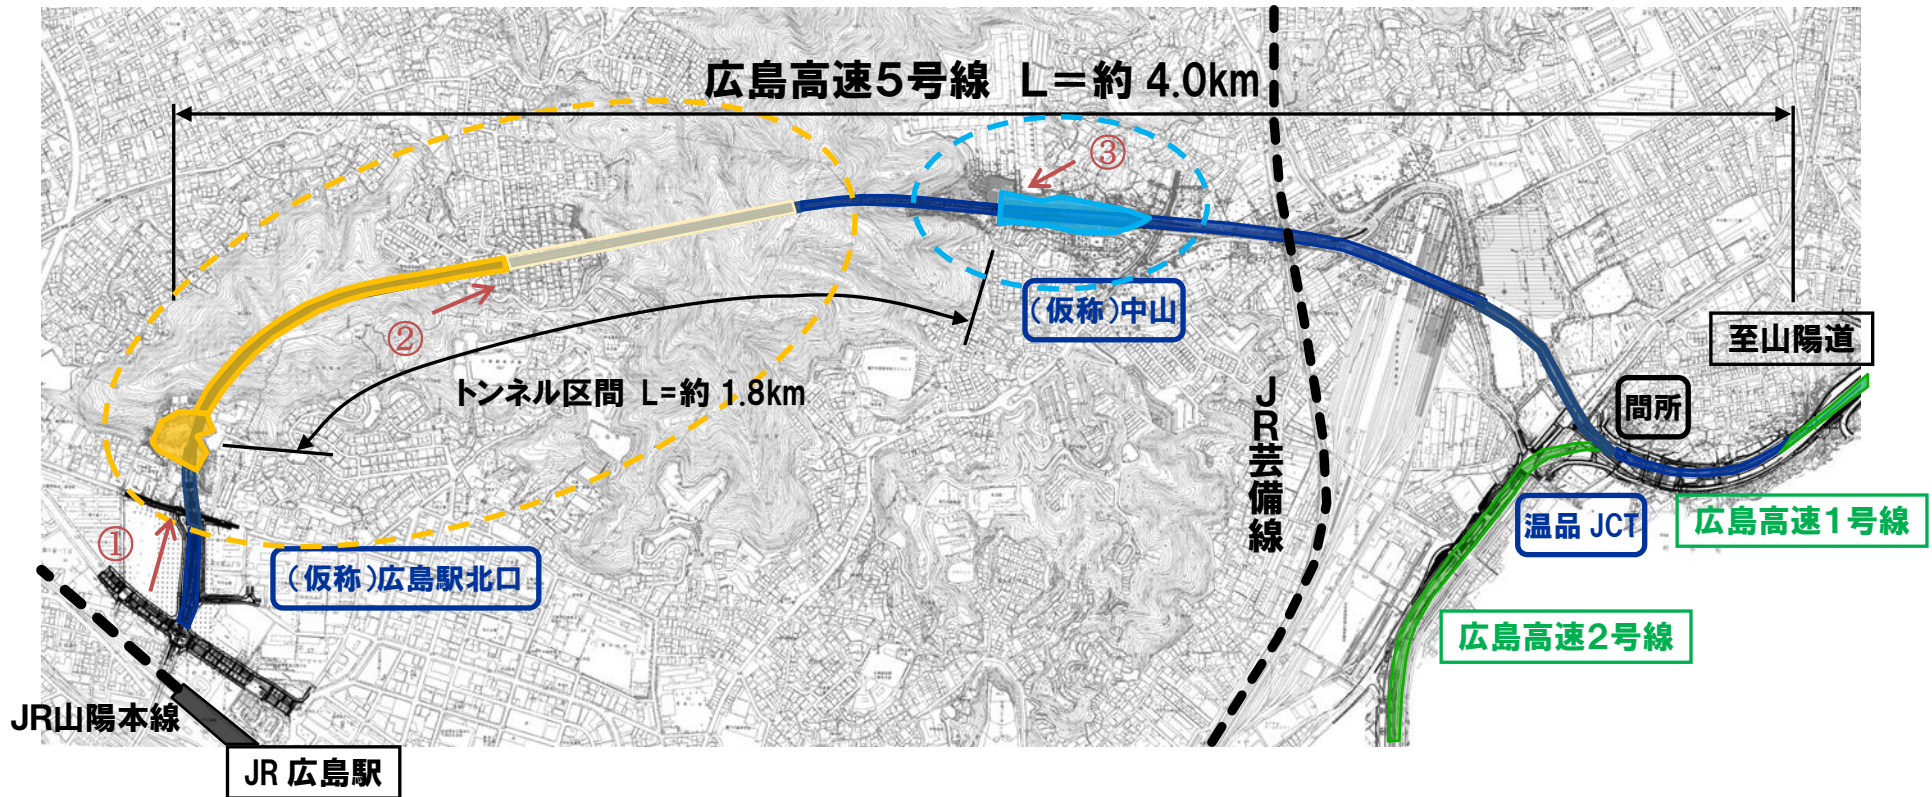 広島高速5号線 L=約 4.0km
③
(仮称)中山
②
至山陽道
トンネル区間 L=約 1.8km
間所
JR芸備線
温品 JCT
広島高速1号線
①
(仮称)広島駅北口
広島高速2号線
JR山陽本線
JR 広島駅